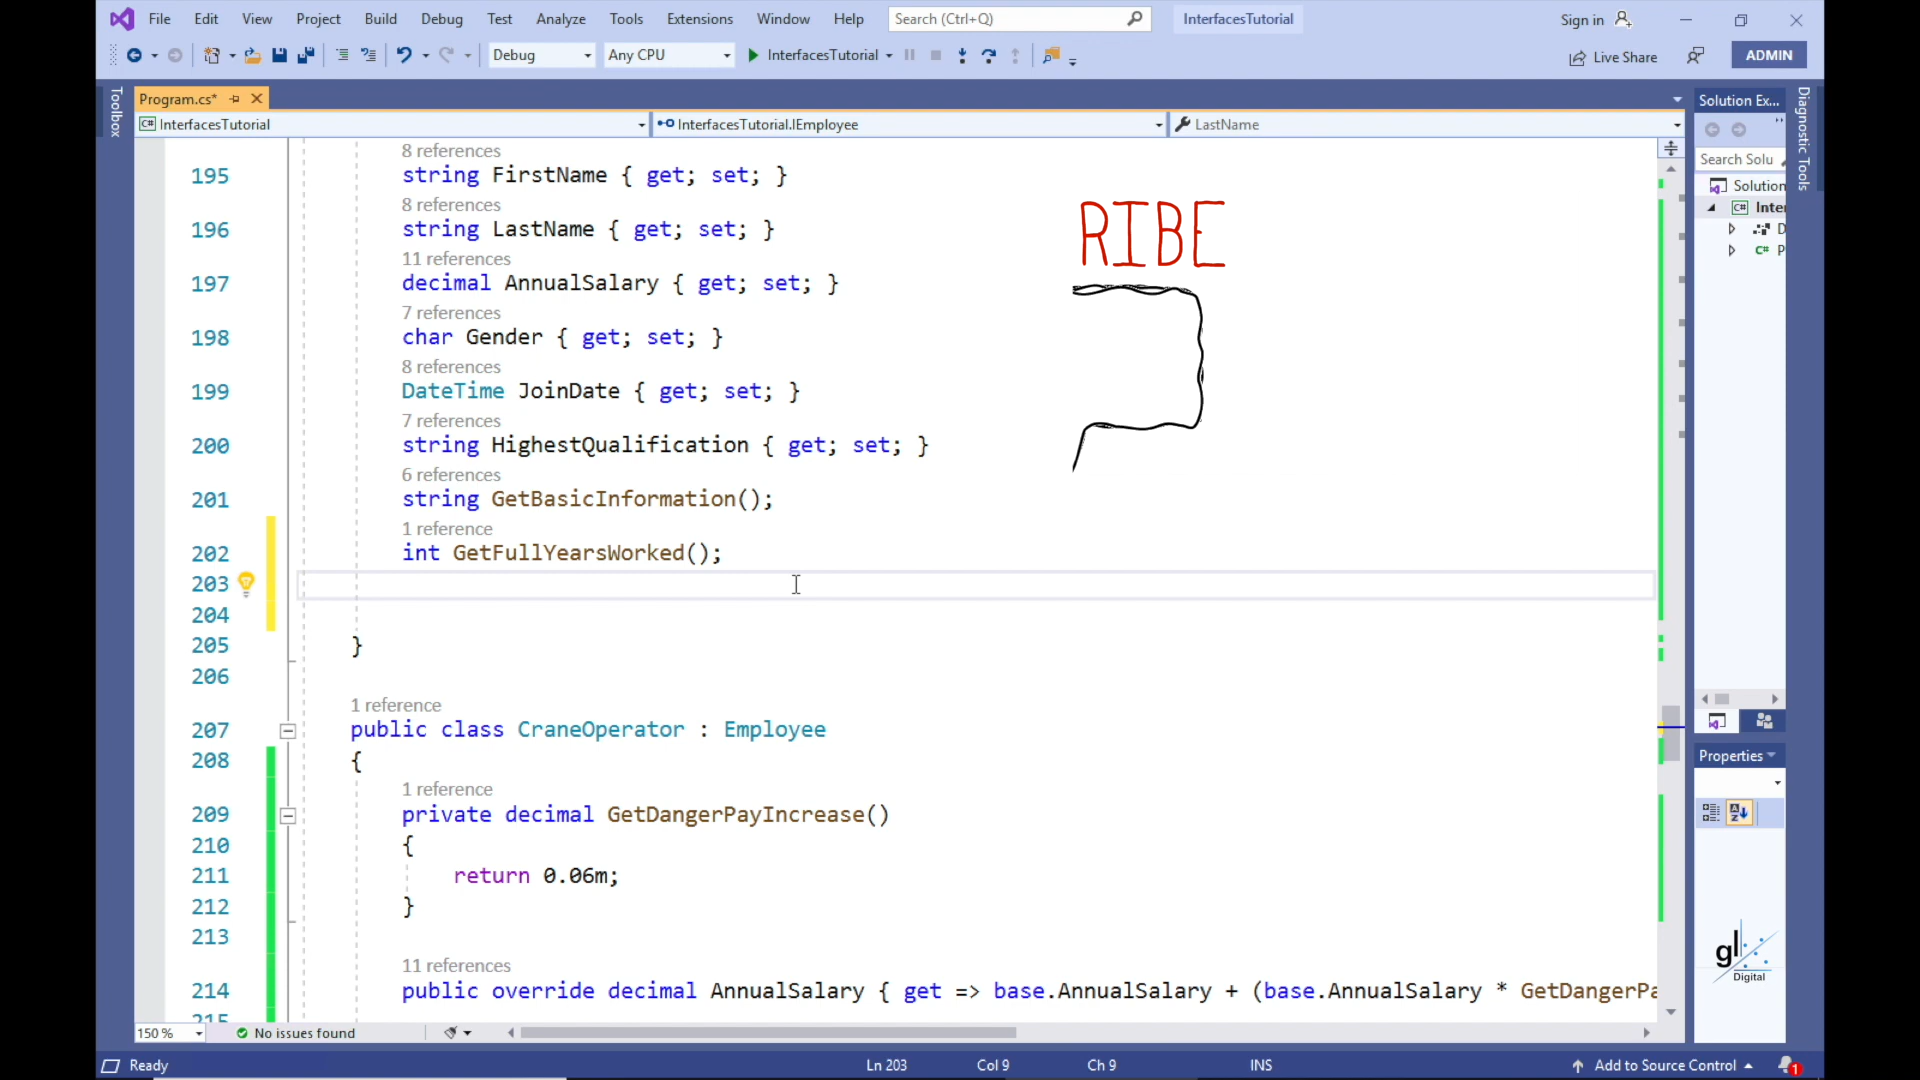 File Edit View Project Build Debug Test Analyze Tools Extensions Window Help Search (Ctrl+Q) InterfacesTutorial Sign in
Debug Any CPU InterfacesTutorial Live Share ADMIN
Toolbox
Program.cs*
Solution Ex...
Diagnostic Tools
C# InterfacesTutorial InterfacesTutorial.IEmployee LastName
Search Solu
Solution
C# Inter
D
C# P
8 references
195 string FirstName { get; set; }
8 references
196 string LastName { get; set; }
11 references
197 decimal AnnualSalary { get; set; }
7 references
198 char Gender { get; set; }
8 references
199 DateTime JoinDate { get; set; }
7 references
200 string HighestQualification { get; set; }
6 references
201 string GetBasicInformation();
1 reference
202 int GetFullYearsWorked();
203
204
205 }
206
1 reference
207 public class CraneOperator : Employee
208 {
1 reference
209 private decimal GetDangerPayIncrease()
210 {
211 return 0.06m;
212 }
213
11 references
214 public override decimal AnnualSalary { get => base.AnnualSalary + (base.AnnualSalary * GetDangerPa
215
RIBE
Properties
gl
Digital
150 % No issues found
Ready Ln 203 Col 9 Ch 9 INS Add to Source Control 1